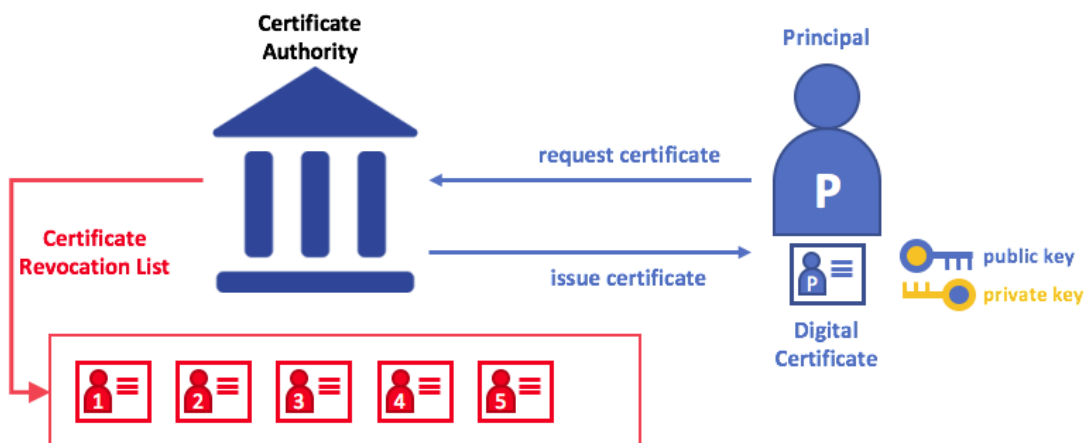 Certificate
Authority
Principal
request certificate
P
Certificate
Revocation List
issue certificate
P
public key
private key
Digital
Certificate
1
2
3
4
5